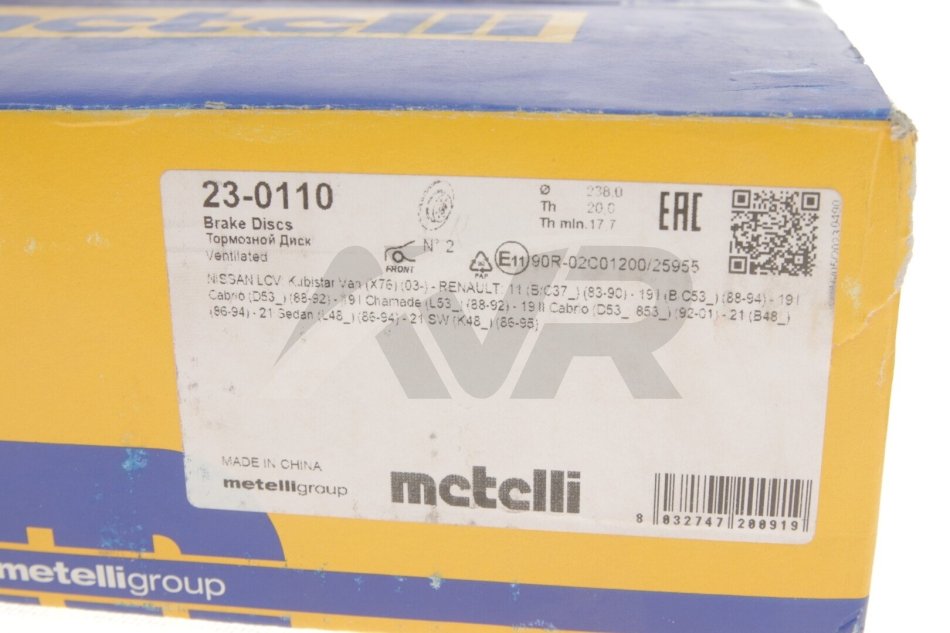 metelli
23-0110
Brake Discs
Тормозной Диск
Ventilated
N° 2
FRONT
PAP
Ø 238.0
Th 20.0
Th min.17.7
EAC
E11 90R-02C01200/25955
NISSAN LCV: Kubistar Van (X76) (03-) - RENAULT: 11 (B/C37_) (83-90) - 19 I (B/C53_) (88-94) - 19 I
Cabrio (D53_) (88-92) - 19 I Chamade (L53_) (88-92) - 19 II Cabrio (D53_ 853_) (92-01) - 21 (B48_)
(86-94) - 21 Sedan (L48_) (86-94) - 21 SW (K48_) (86-95)
AVR
MADE IN CHINA
metelligroup
metelli
8 032747 200919
metelligroup